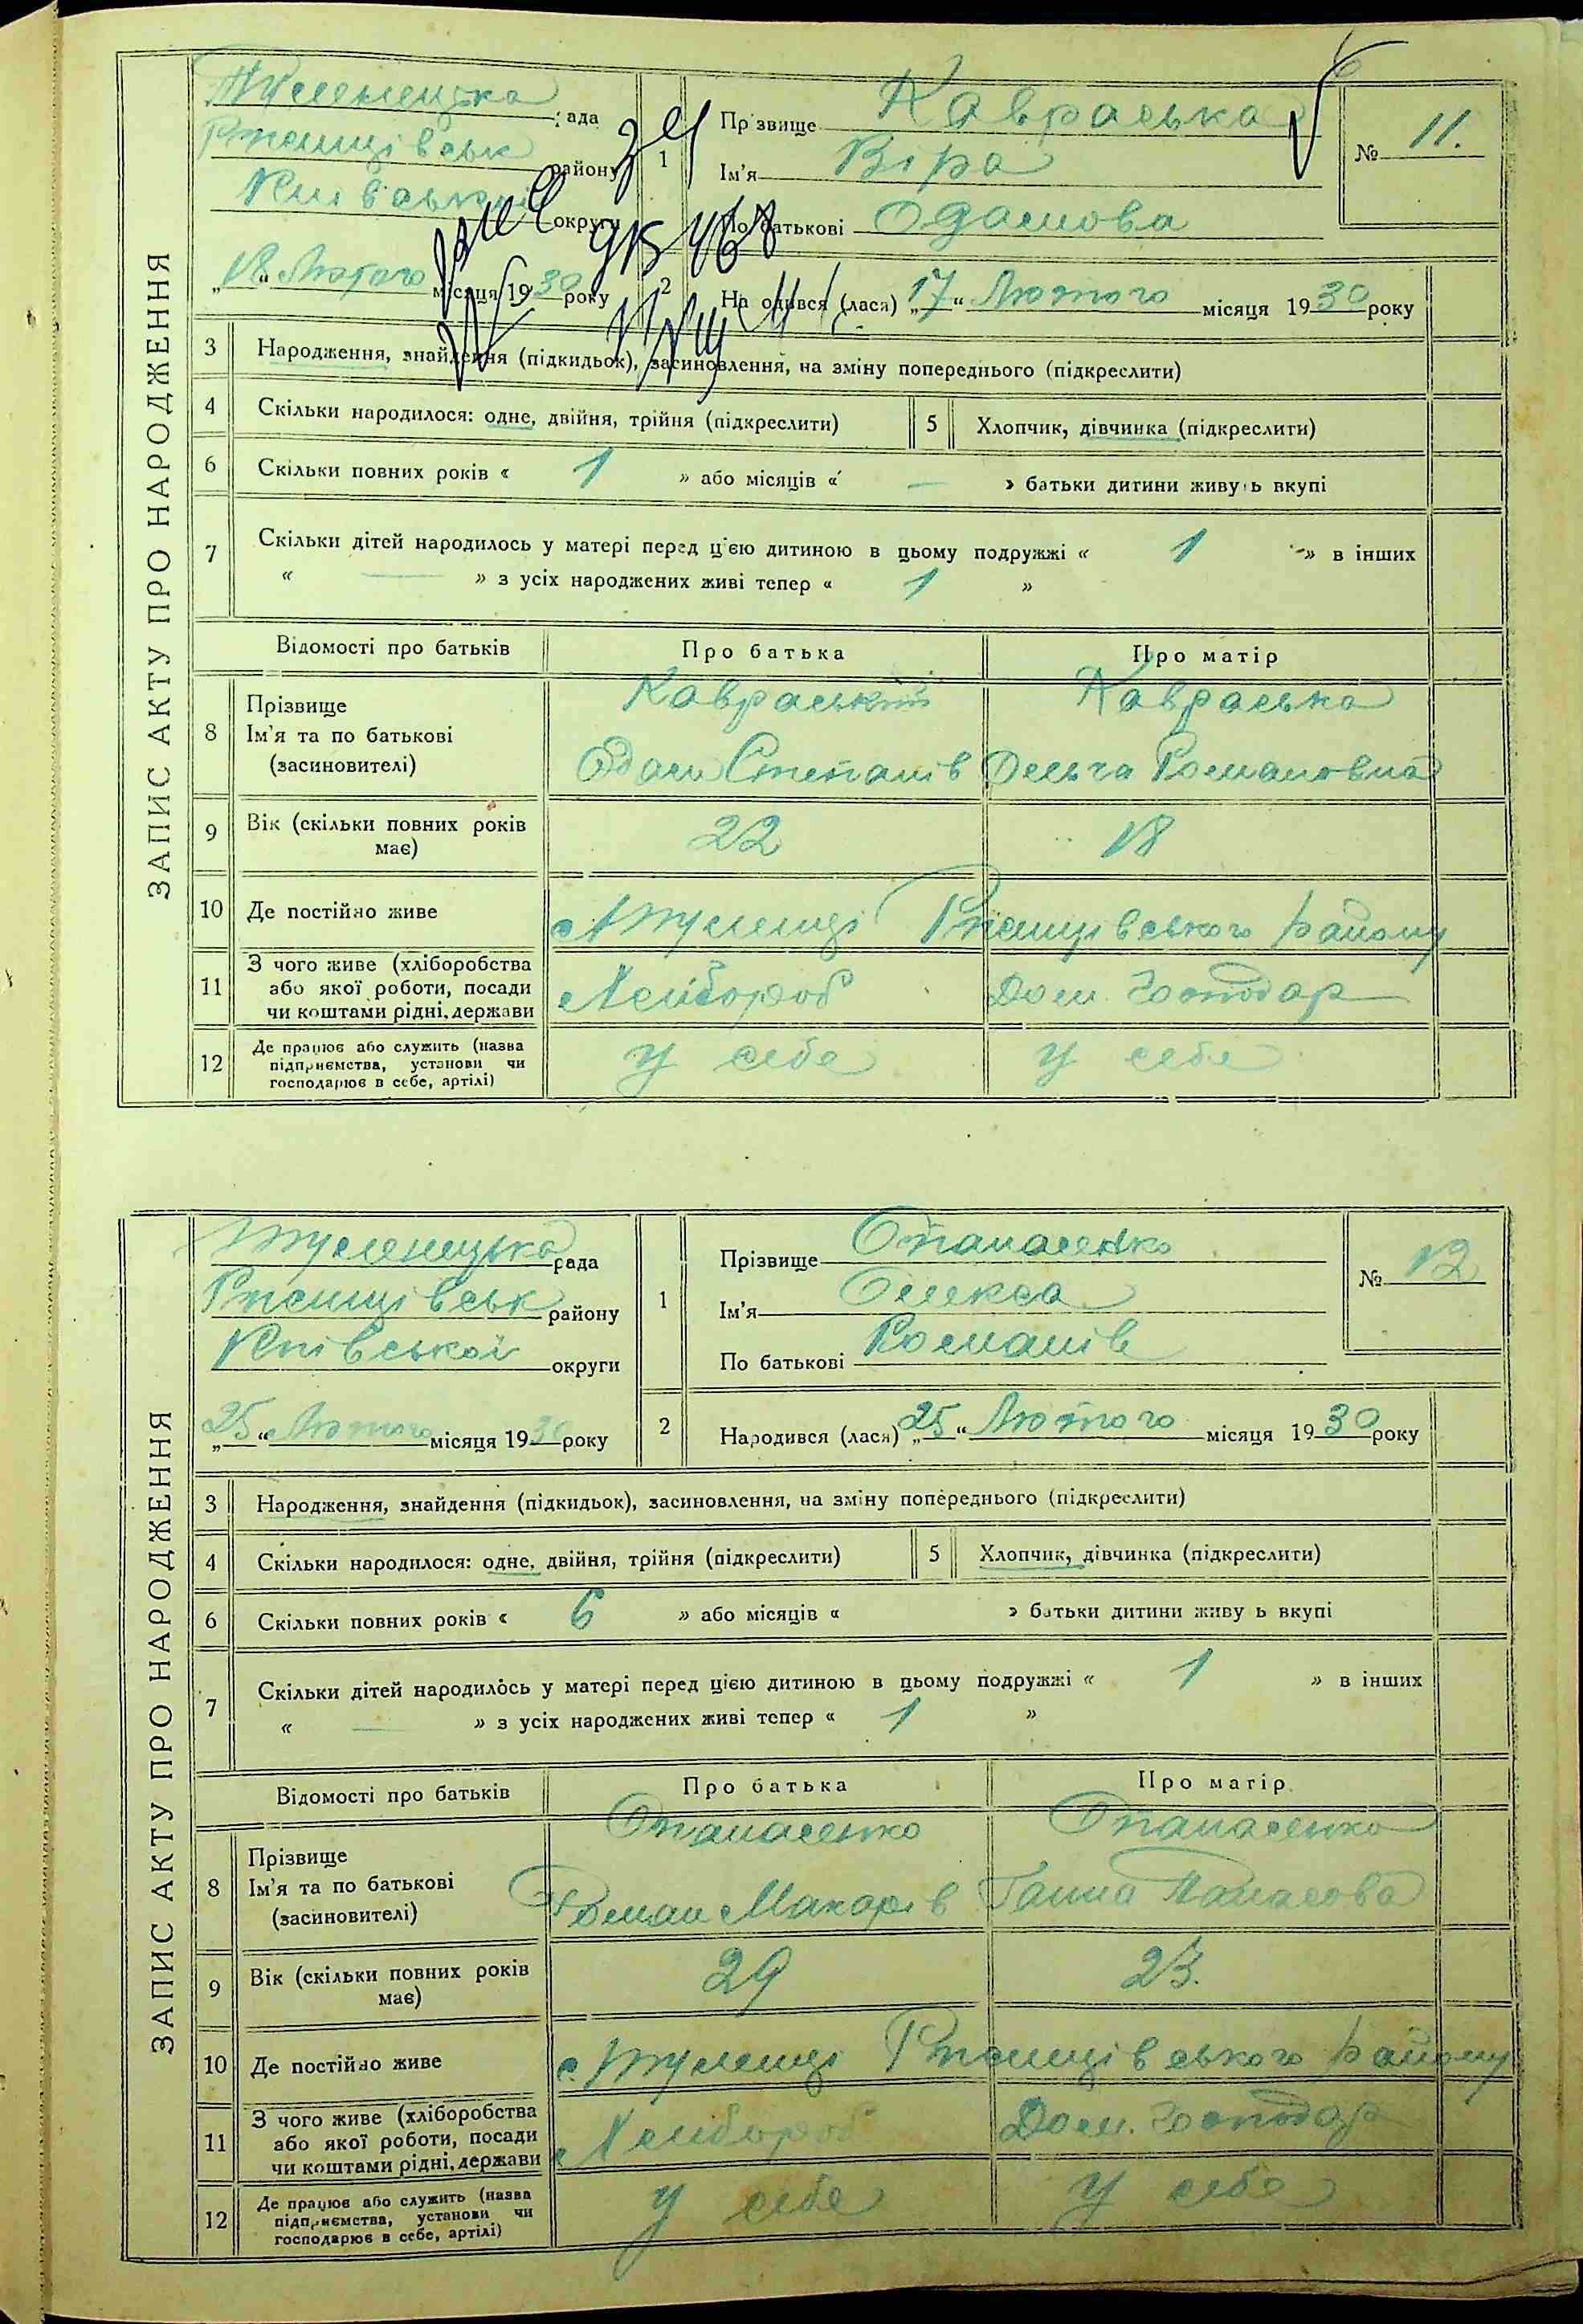 ЗАПИС АКТУ ПРО НАРОДЖЕННЯ
Туленецька рада
Ржищівськ району
Київської округи
„18“ Лютого місяця 1930 року
1 Прізвище Кавраська
Ім'я Віра
По батькові Одамова
№ 11.
2 Народився (лася) „17“ Лютого місяця 1930 року
3 Народження, знайдення (підкидьок), засиновлення, на зміну попереднього (підкреслити)
4 Скільки народилося: одне, двійня, трійня (підкреслити) 5 Хлопчик, дівчинка (підкреслити)
6 Скільки повних років « 1 » або місяців « — » батьки дитини живуть вкупі
7 Скільки дітей народилось у матері перед цією дитиною в цьому подружжі « 1 » в інших
« — » з усіх народжених живі тепер « 1 »
Відомості про батьків Про батька Про матір
8 Прізвище
Ім'я та по батькові
(засиновителі)
Кавраський Кавраська
Одам Степанів Ольга Романовна
9 Вік (скільки повних років
має) 22 18
10 Де постійно живе с Тулинці Ржищівського району
11 З чого живе (хліборобства
або якої роботи, посади
чи коштами рідні, держави
Хлібороб Дом. господар
12 Де працює або служить (назва
підприємства, установи чи
господарює в себе, артілі)
У себе У себе
ЗАПИС АКТУ ПРО НАРОДЖЕННЯ
Туленецька рада
Ржищівськ району
Київської округи
„25“ Лютого місяця 1930 року
1 Прізвище Опанасенко
Ім'я Олекса
По батькові Романів
№ 12
2 Народився (лася) „25“ Лютого місяця 1930 року
3 Народження, знайдення (підкидьок), засиновлення, на зміну попереднього (підкреслити)
4 Скільки народилося: одне, двійня, трійня (підкреслити) 5 Хлопчик, дівчинка (підкреслити)
6 Скільки повних років « 6 » або місяців « » батьки дитини живу ь вкупі
7 Скільки дітей народилось у матері перед цією дитиною в цьому подружжі « 1 » в інших
« — » з усіх народжених живі тепер « 1 »
Відомості про батьків Про батька Про матір
8 Прізвище
Ім'я та по батькові
(засиновителі)
Опанасенко Опанасенко
Роман Макарів Ганна Панасова
9 Вік (скільки повних років
має) 29 23.
10 Де постійно живе с. Тулинці Ржищівського району
11 З чого живе (хліборобства
або якої роботи, посади
чи коштами рідні, держави
Хлібороб Дом. господар
12 Де працює або служить (назва
підприємства, установи чи
господарює в себе, артілі)
у себе у себе